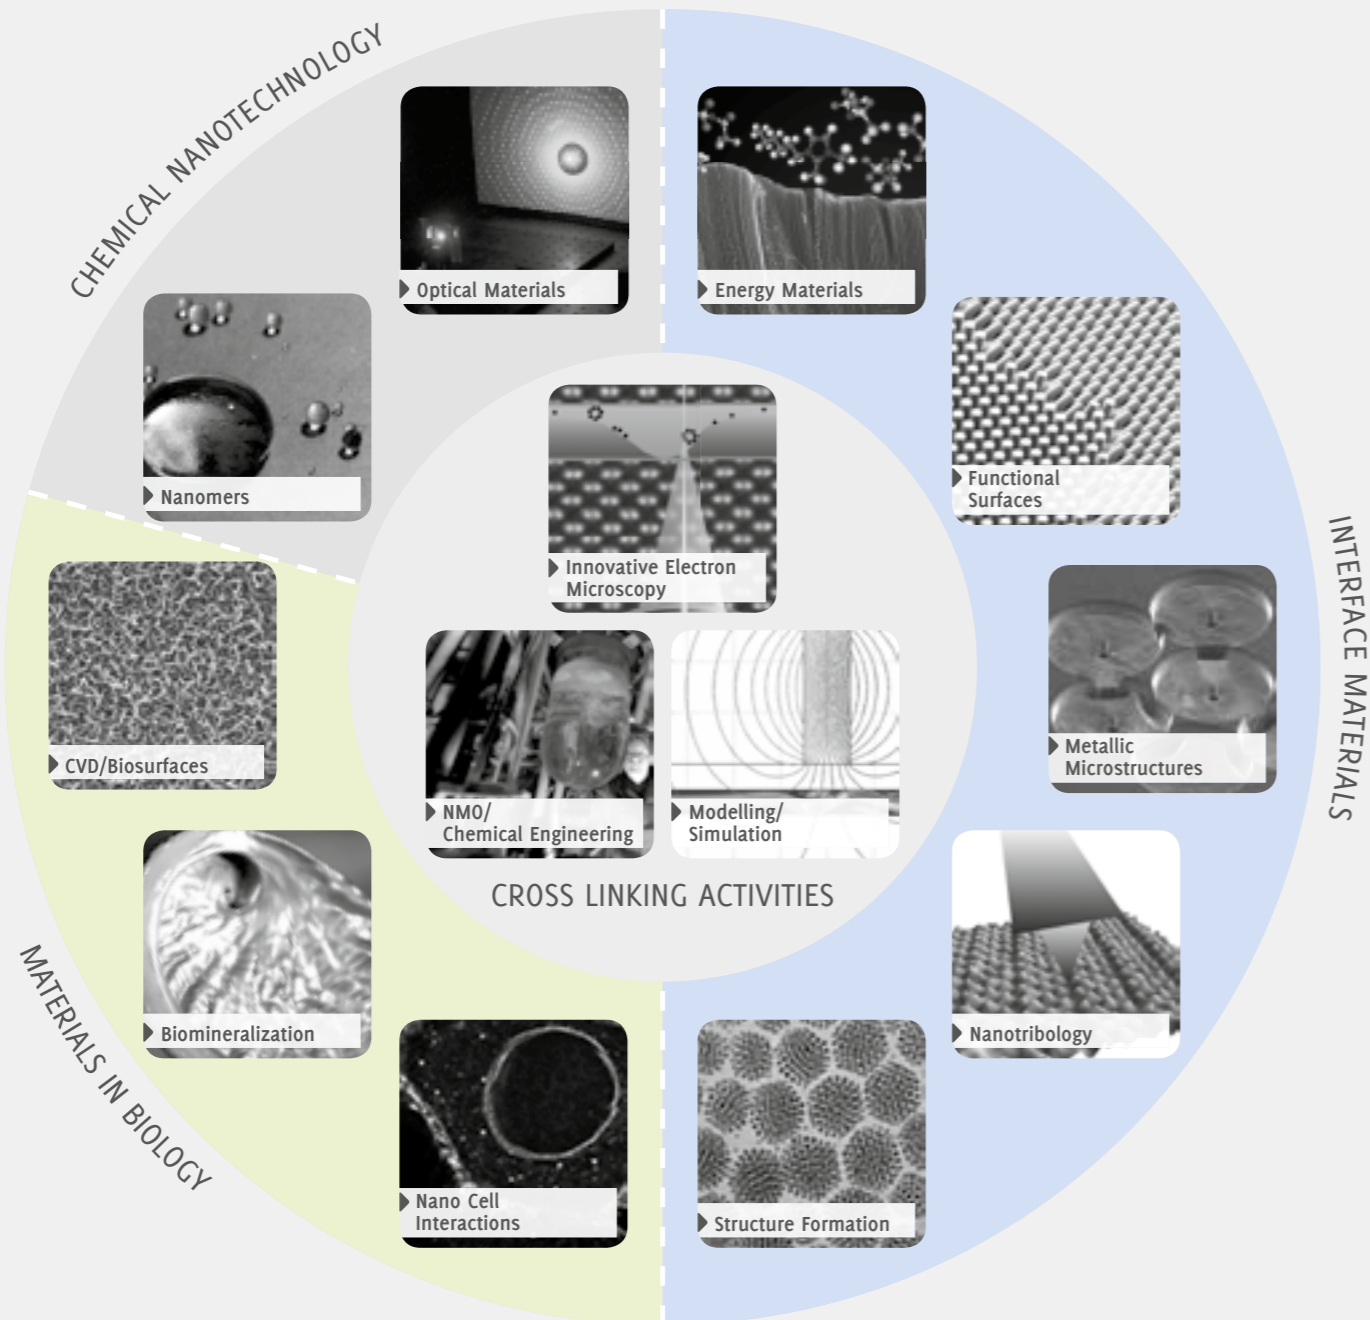 CHEMICAL NANOTECHNOLOGY
Optical Materials
Energy Materials
Nanomers
Functional
Surfaces
Innovative Electron
Microscopy
INTERFACE MATERIALS
CVD/Biosurfaces
Metallic
Microstructures
NMO/
Chemical Engineering
Modelling/
Simulation
CROSS LINKING ACTIVITIES
MATERIALS IN BIOLOGY
Biomineralization
Nanotribology
Nano Cell
Interactions
Structure Formation